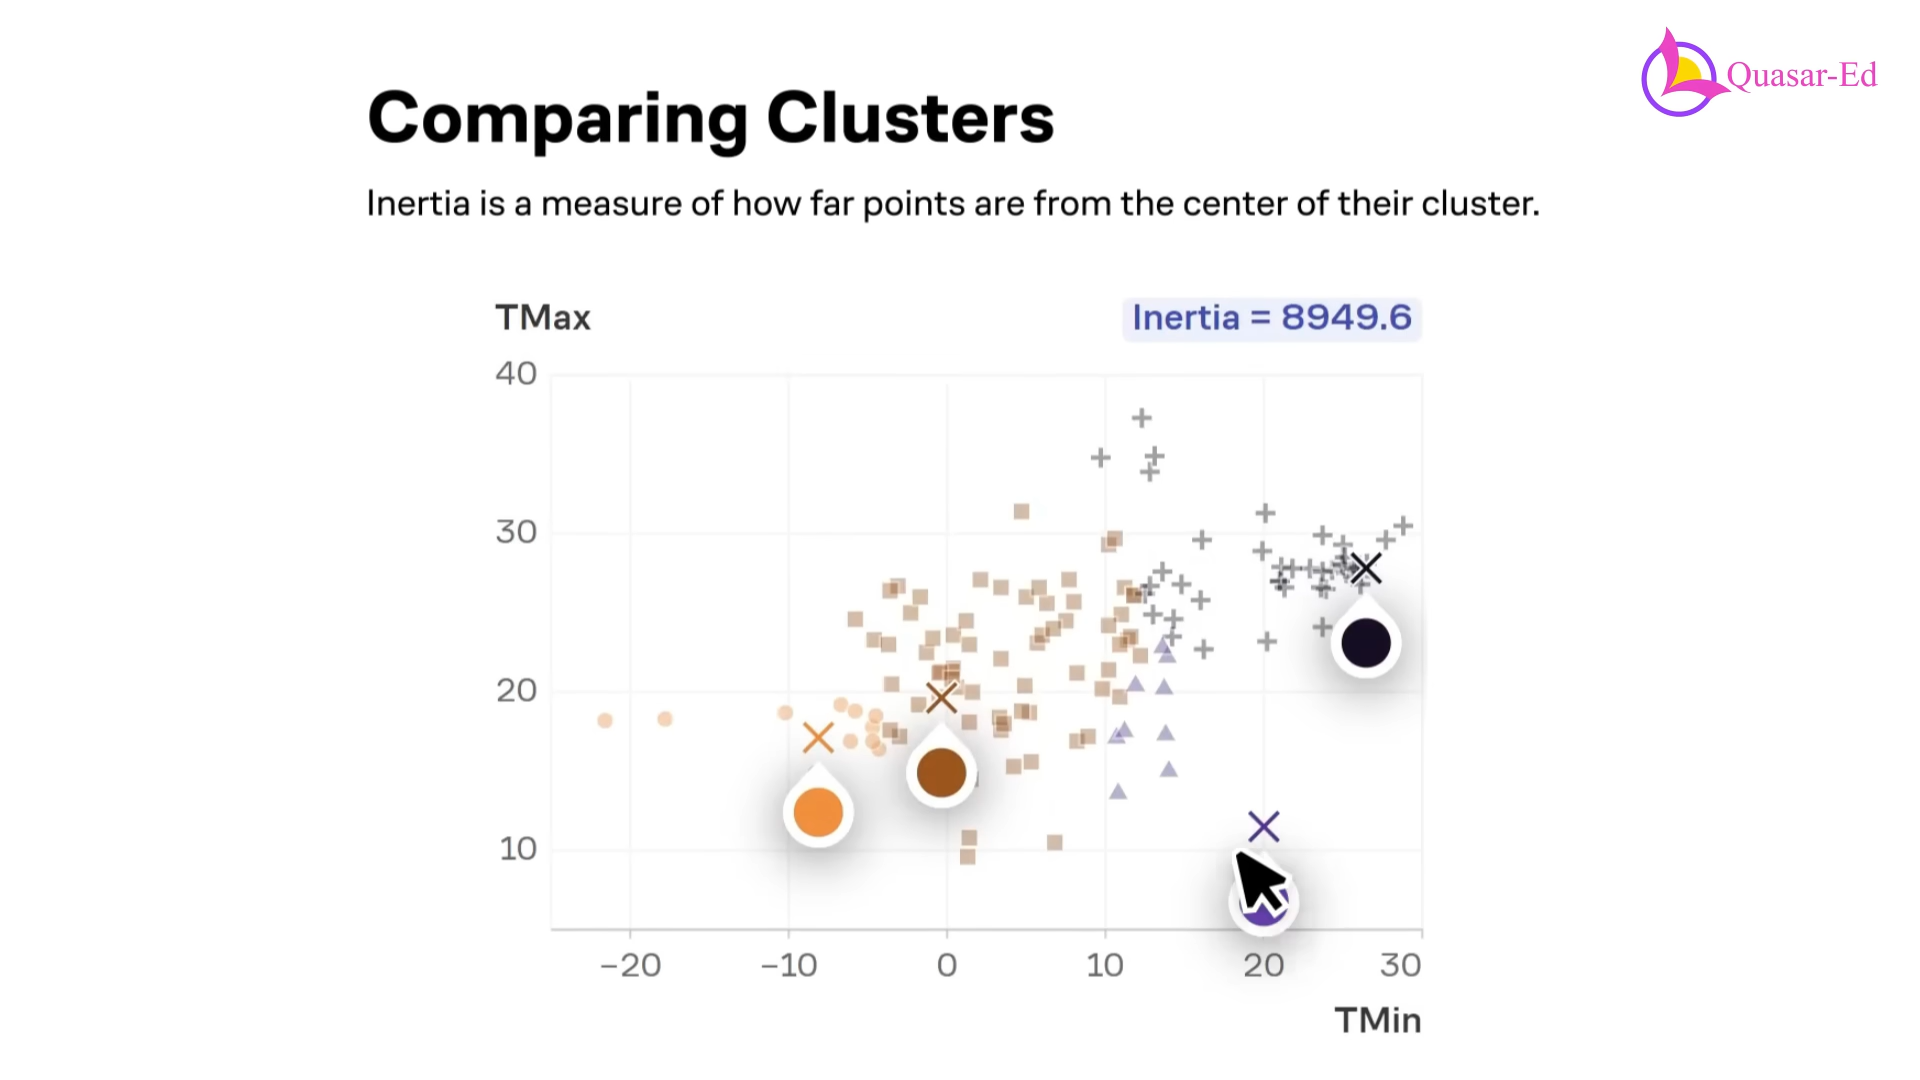 Quasar-Ed
Comparing Clusters
Inertia is a measure of how far points are from the center of their cluster.
TMax
Inertia = 8949.6
40
30
20
10
−20 −10 0 10 20 30
TMin